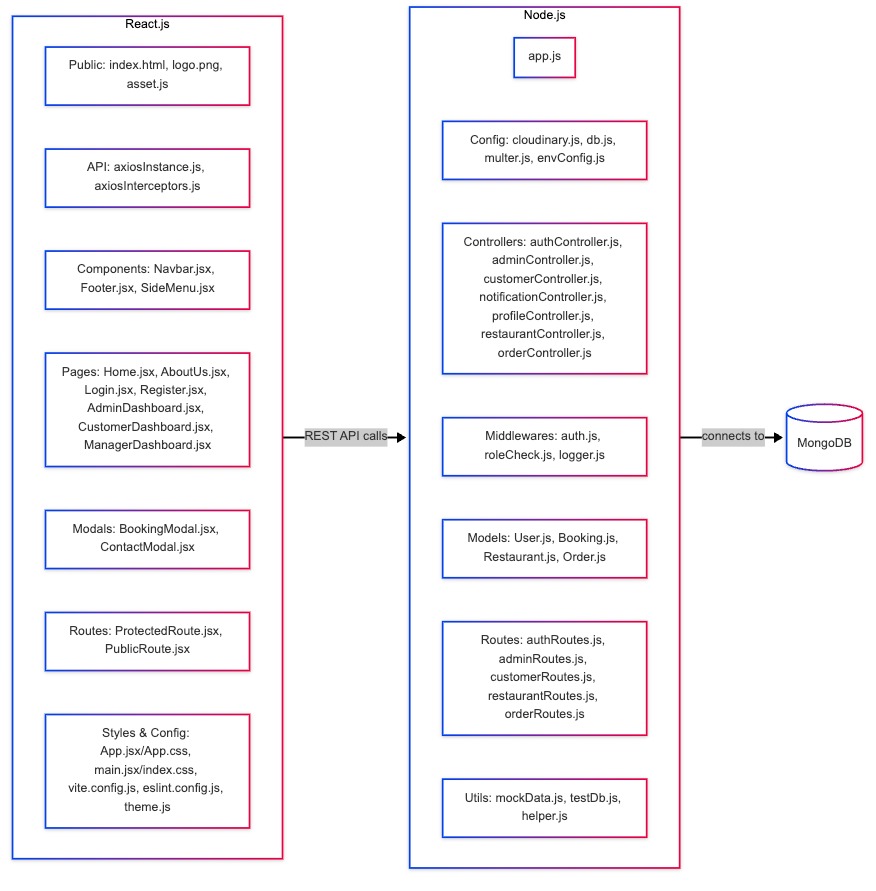 React.js
Public: index.html, logo.png,
asset.js
API: axiosInstance.js,
axiosInterceptors.js
Components: Navbar.jsx,
Footer.jsx, SideMenu.jsx
Pages: Home.jsx, AboutUs.jsx,
Login.jsx, Register.jsx,
AdminDashboard.jsx,
CustomerDashboard.jsx,
ManagerDashboard.jsx
Modals: BookingModal.jsx,
ContactModal.jsx
Routes: ProtectedRoute.jsx,
PublicRoute.jsx
Styles & Config:
App.jsx/App.css,
main.jsx/index.css,
vite.config.js, eslint.config.js,
theme.js
REST API calls
Node.js
app.js
Config: cloudinary.js, db.js,
multer.js, envConfig.js
Controllers: authController.js,
adminController.js,
customerController.js,
notificationController.js,
profileController.js,
restaurantController.js,
orderController.js
Middlewares: auth.js,
roleCheck.js, logger.js
Models: User.js, Booking.js,
Restaurant.js, Order.js
Routes: authRoutes.js,
adminRoutes.js,
customerRoutes.js,
restaurantRoutes.js,
orderRoutes.js
Utils: mockData.js, testDb.js,
helper.js
connects to
MongoDB